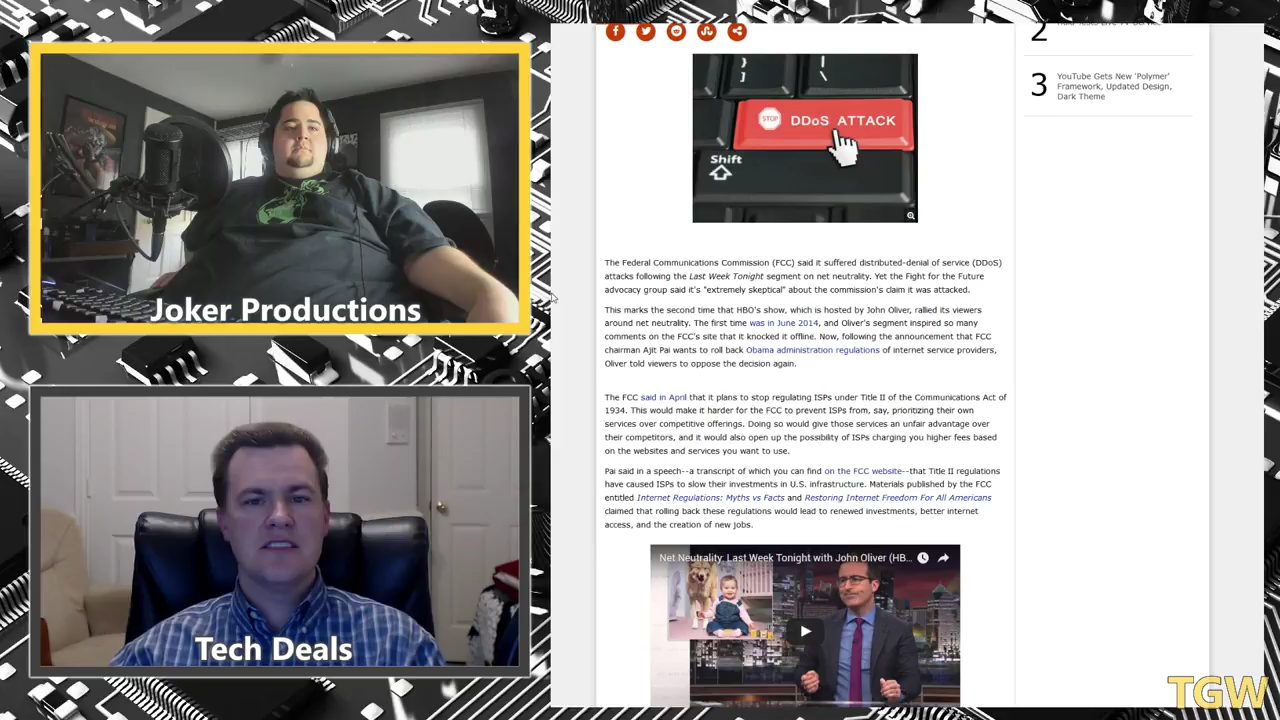 Joker Productions
Tech Deals
}
]
|
\
STOP DDoS ATTACK
Shift
The Federal Communications Commission (FCC) said it suffered distributed-denial of service (DDoS)
attacks following the Last Week Tonight segment on net neutrality. Yet the Fight for the Future
advocacy group said it's "extremely skeptical" about the commission's claim it was attacked.
This marks the second time that HBO's show, which is hosted by John Oliver, rallied its viewers
around net neutrality. The first time was in June 2014, and Oliver's segment inspired so many
comments on the FCC's site that it knocked it offline. Now, following the announcement that FCC
chairman Ajit Pai wants to roll back Obama administration regulations of internet service providers,
Oliver told viewers to oppose the decision again.
The FCC said in April that it plans to stop regulating ISPs under Title II of the Communications Act of
1934. This would make it harder for the FCC to prevent ISPs from, say, prioritizing their own
services over competitive offerings. Doing so would give those services an unfair advantage over
their competitors, and it would also open up the possibility of ISPs charging you higher fees based
on the websites and services you want to use.
Pai said in a speech--a transcript of which you can find on the FCC website--that Title II regulations
have caused ISPs to slow their investments in U.S. infrastructure. Materials published by the FCC
entitled Internet Regulations: Myths vs Facts and Restoring Internet Freedom For All Americans
claimed that rolling back these regulations would lead to renewed investments, better internet
access, and the creation of new jobs.
Net Neutrality: Last Week Tonight with John Oliver (HB...
2
3
YouTube Gets New 'Polymer'
Framework, Updated Design,
Dark Theme
TGW